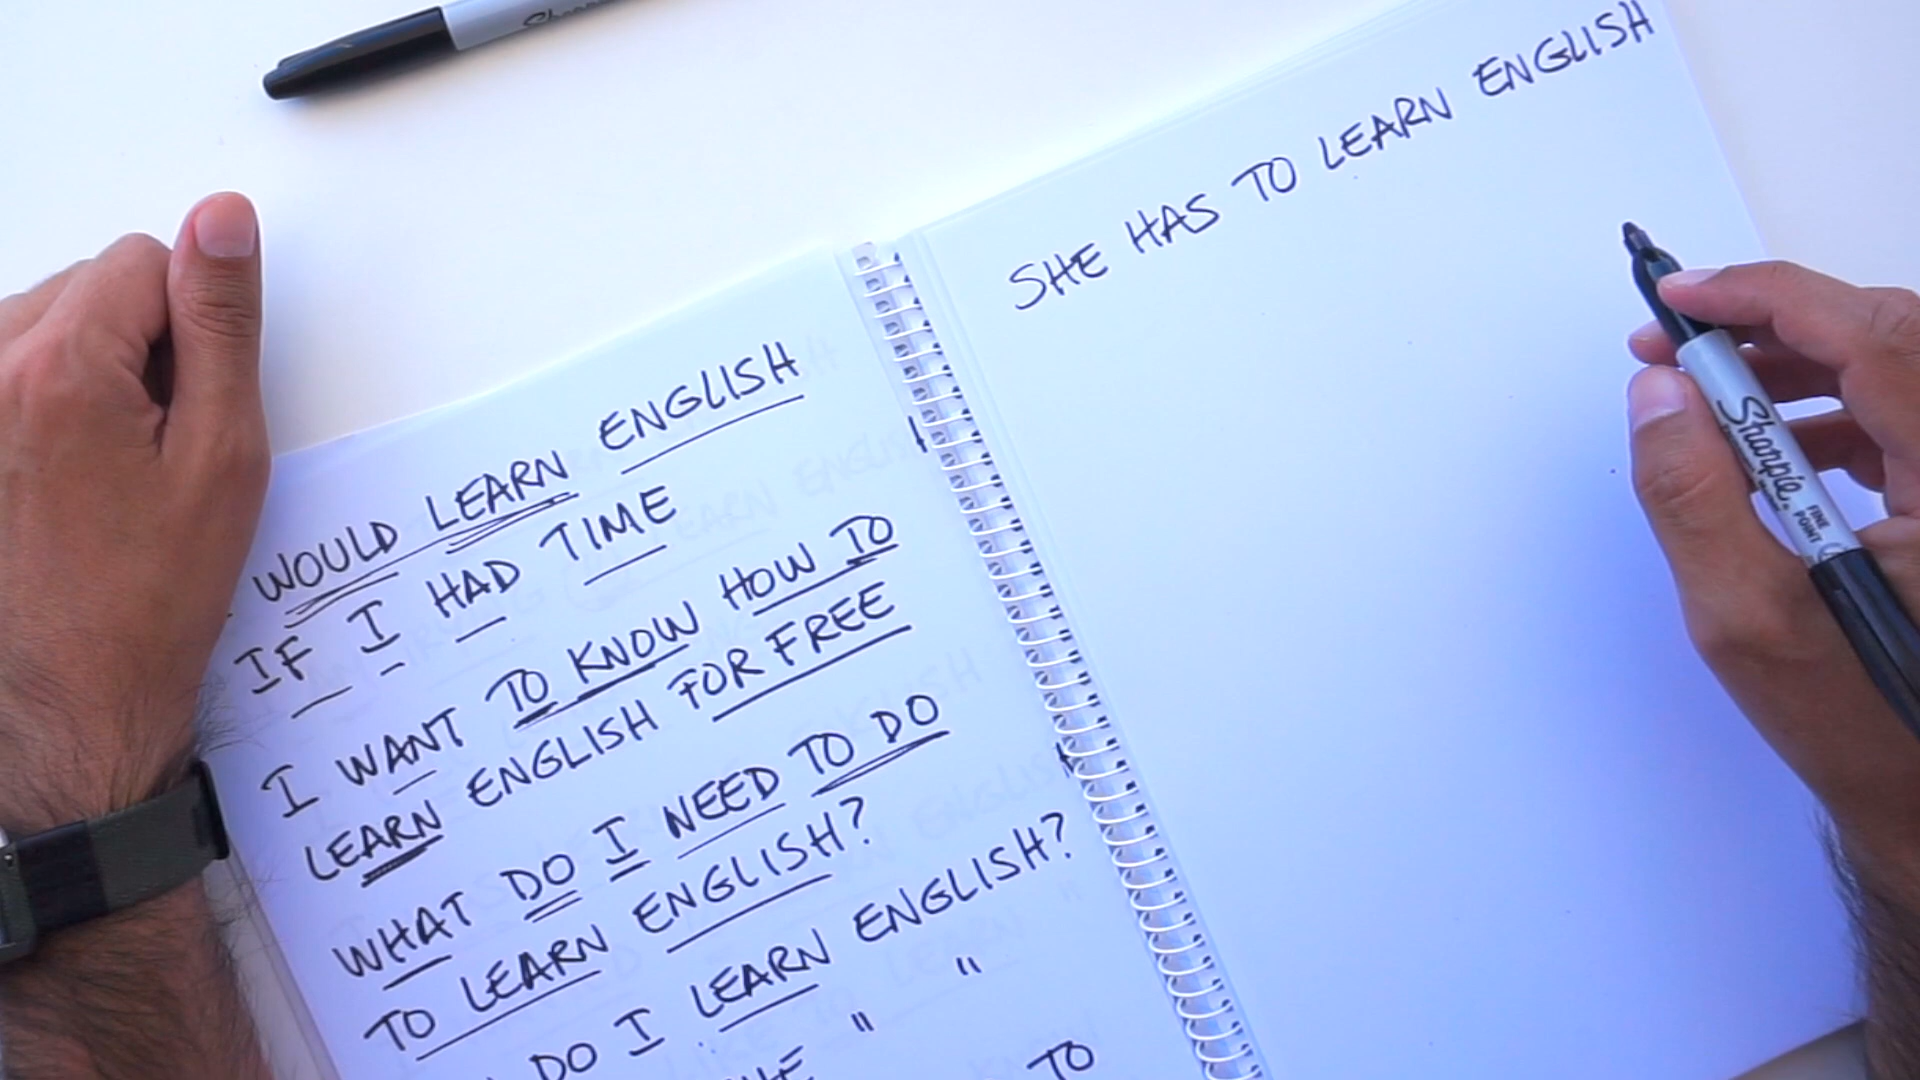 WOULD LEARN ENGLISH
IF I HAD TIME
I WANT TO KNOW HOW TO
LEARN ENGLISH FOR FREE
WHAT DO I NEED TO DO
TO LEARN ENGLISH?
DO I LEARN ENGLISH?
" "
TO
SHE HAS TO LEARN ENGLISH
Sharpie
Sharpie.
FINE
POINT